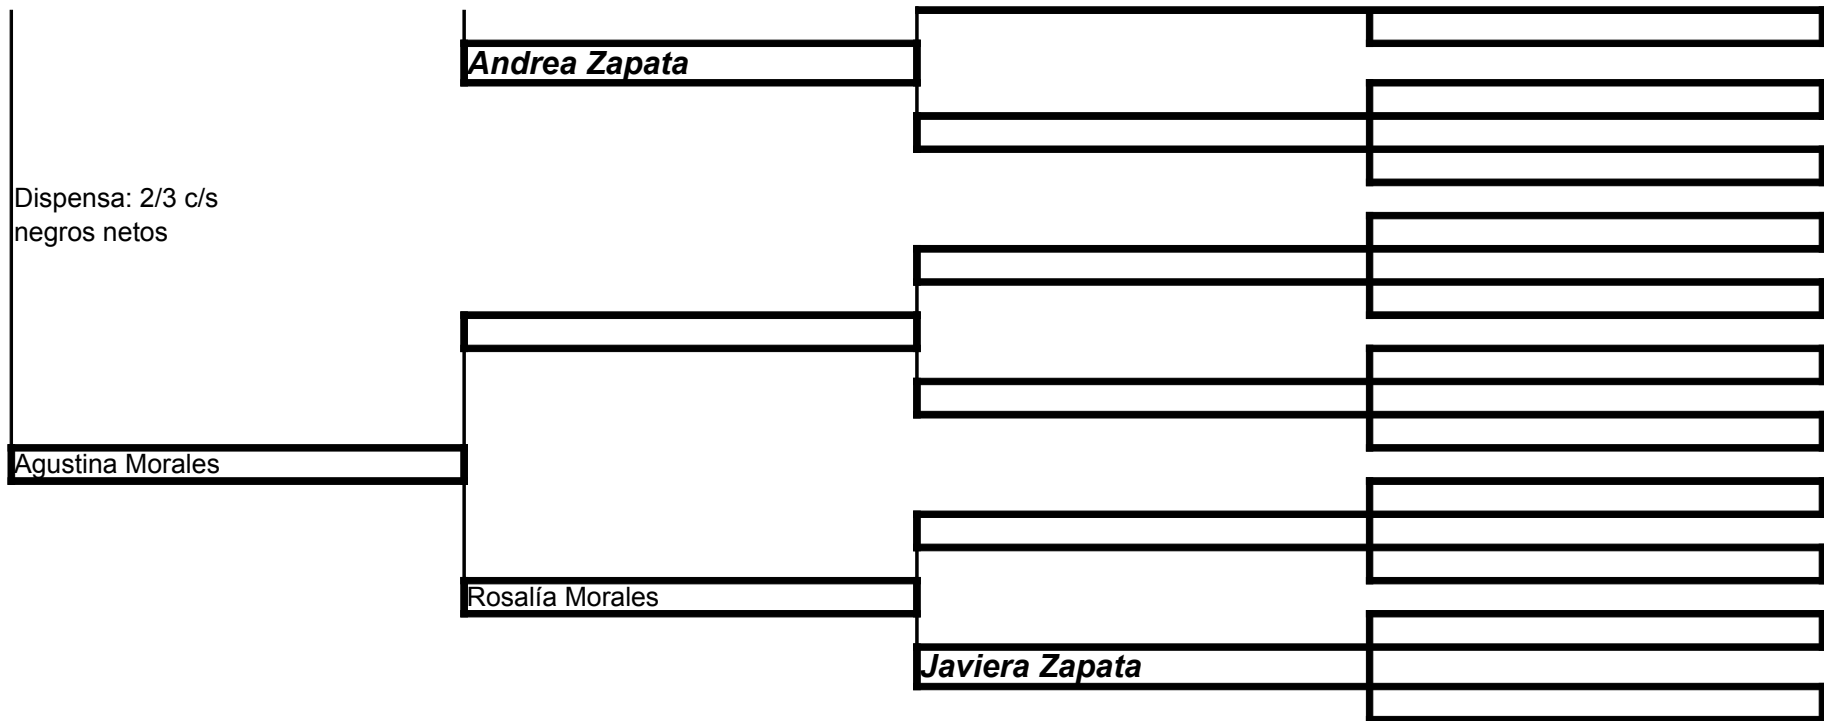 Andrea Zapata
Dispensa: 2/3 c/s
negros netos
Agustina Morales
Rosalía Morales
Javiera Zapata